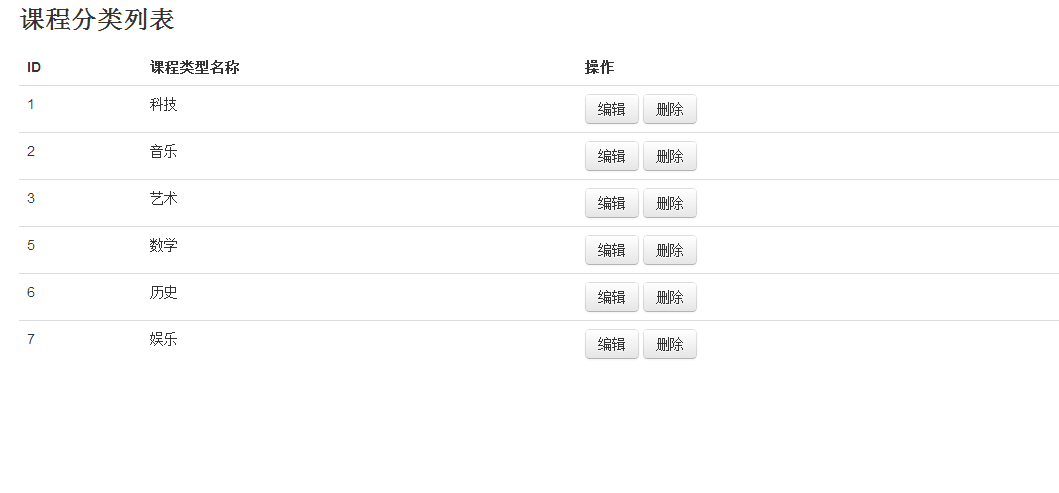 课程分类列表
ID 课程类型名称 操作
1 科技 编辑 删除
2 音乐 编辑 删除
3 艺术 编辑 删除
5 数学 编辑 删除
6 历史 编辑 删除
7 娱乐 编辑 删除